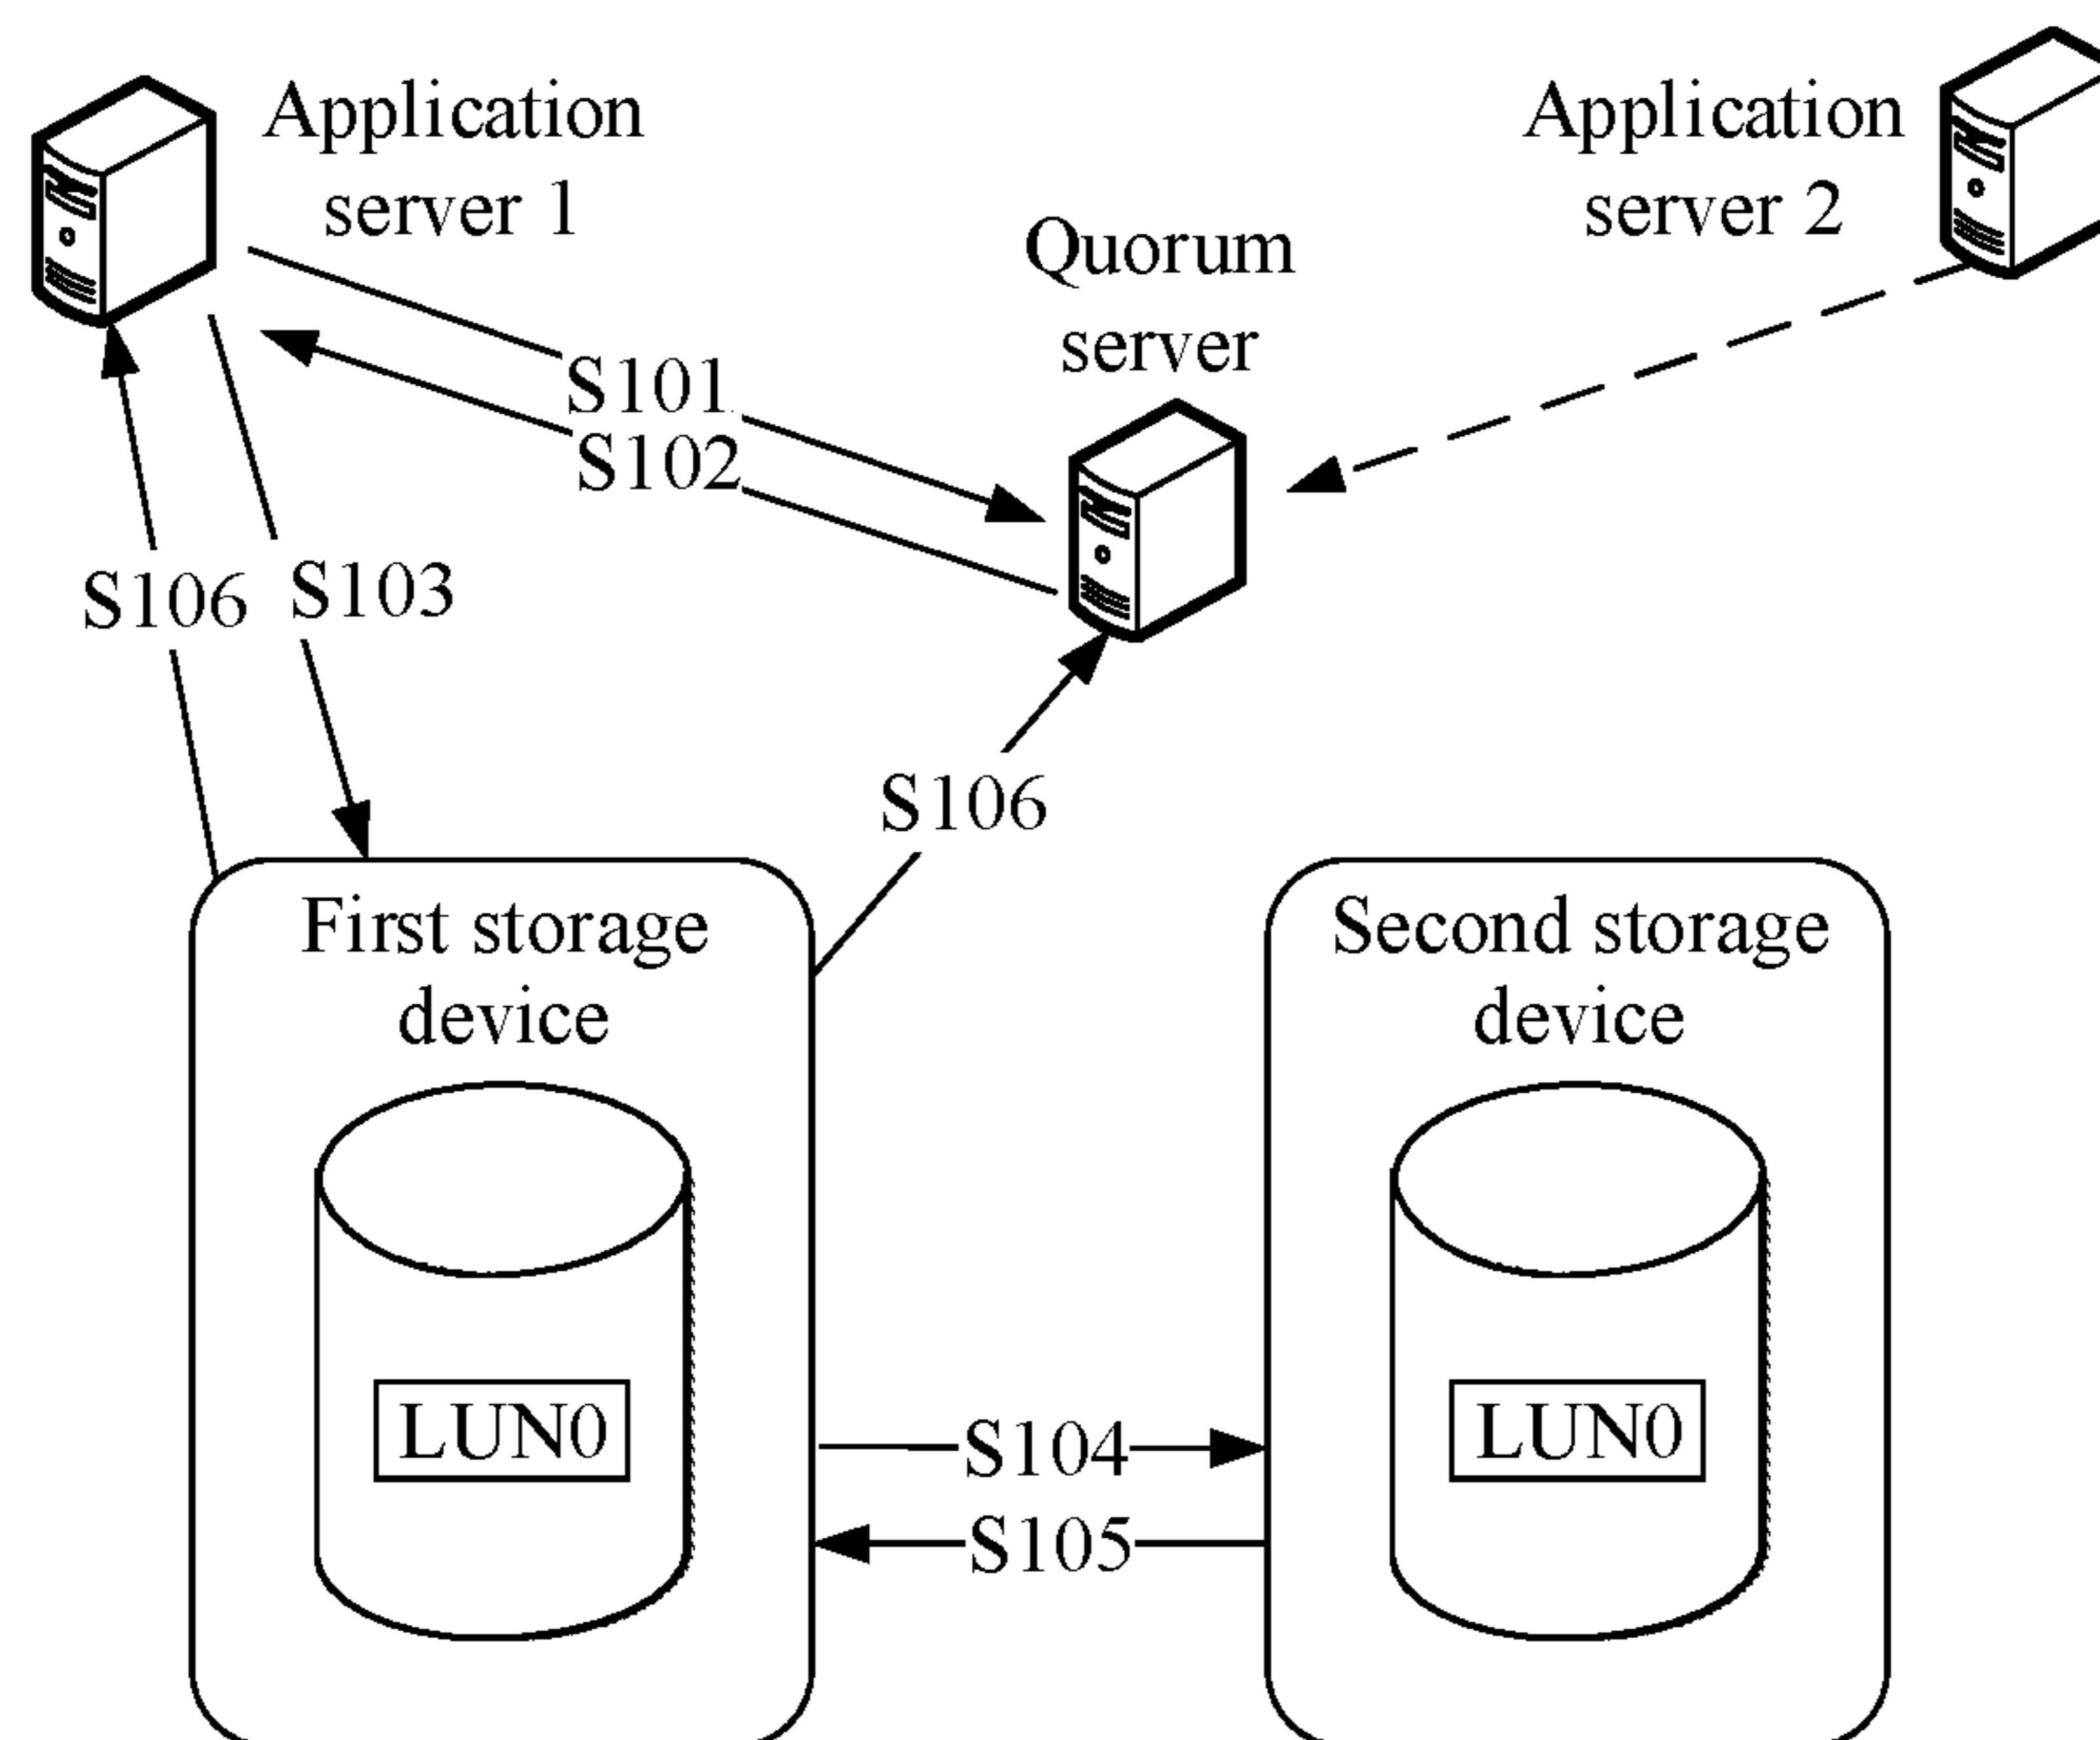 Application
server 1
Application
server 2
Quorum
server
S101
S102
S106
S103
S106
First storage
device
Second storage
device
LUN0
LUN0
S104
S105